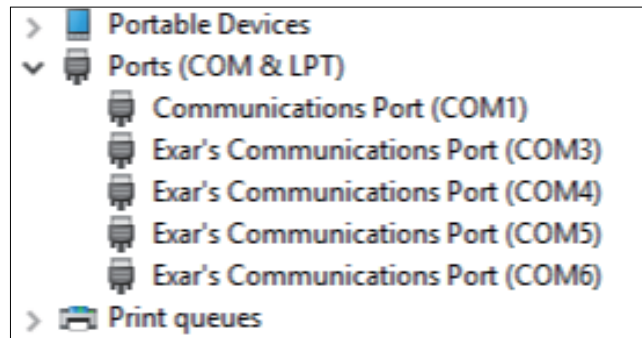 Portable Devices
Ports (COM & LPT)
Communications Port (COM1)
Exar's Communications Port (COM3)
Exar's Communications Port (COM4)
Exar's Communications Port (COM5)
Exar's Communications Port (COM6)
Print queues